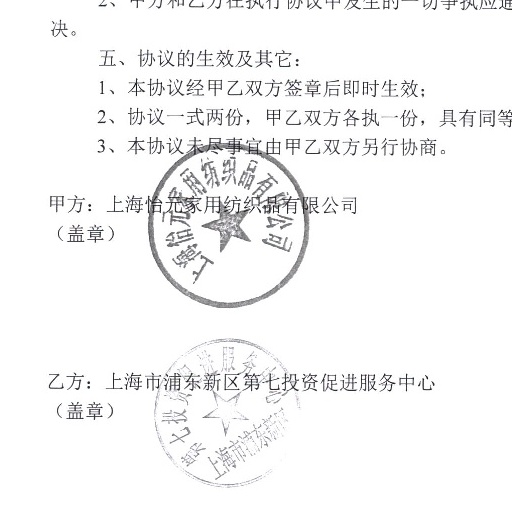 2、甲方和乙方在执行协议中发生的一切争执应通
决。
五、协议的生效及其它：
1、本协议经甲乙双方签章后即时生效；
2、协议一式两份，甲乙双方各执一份，具有同等
3、本协议未尽事宜由甲乙双方另行协商。
甲方：上海怡元家用纺织品有限公司
（盖章）
上海怡元家用纺织品有限公司
乙方：上海市浦东新区第七投资促进服务中心
（盖章）
上海市浦东新区
第七投资促进服务中心